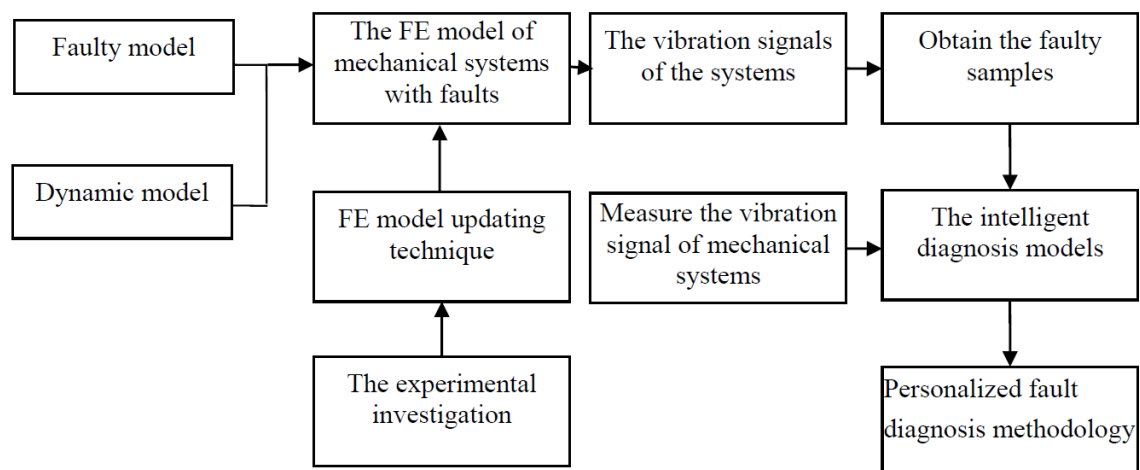 Faulty model
The FE model of
mechanical systems
with faults
The vibration signals
of the systems
Obtain the faulty
samples
Dynamic model
FE model updating
technique
Measure the vibration
signal of mechanical
systems
The intelligent
diagnosis models
The experimental
investigation
Personalized fault
diagnosis methodology